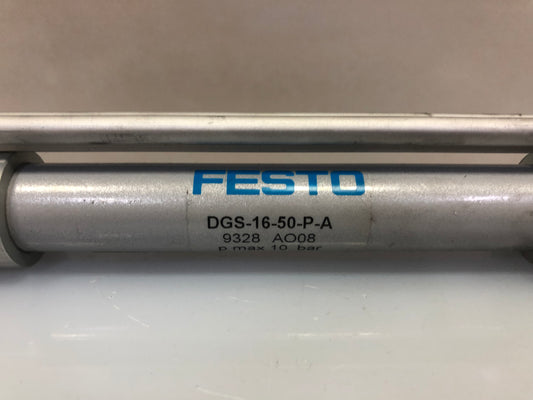 FESTO
DGS-16-50-P-A
9328 AO08
p max 10 bar